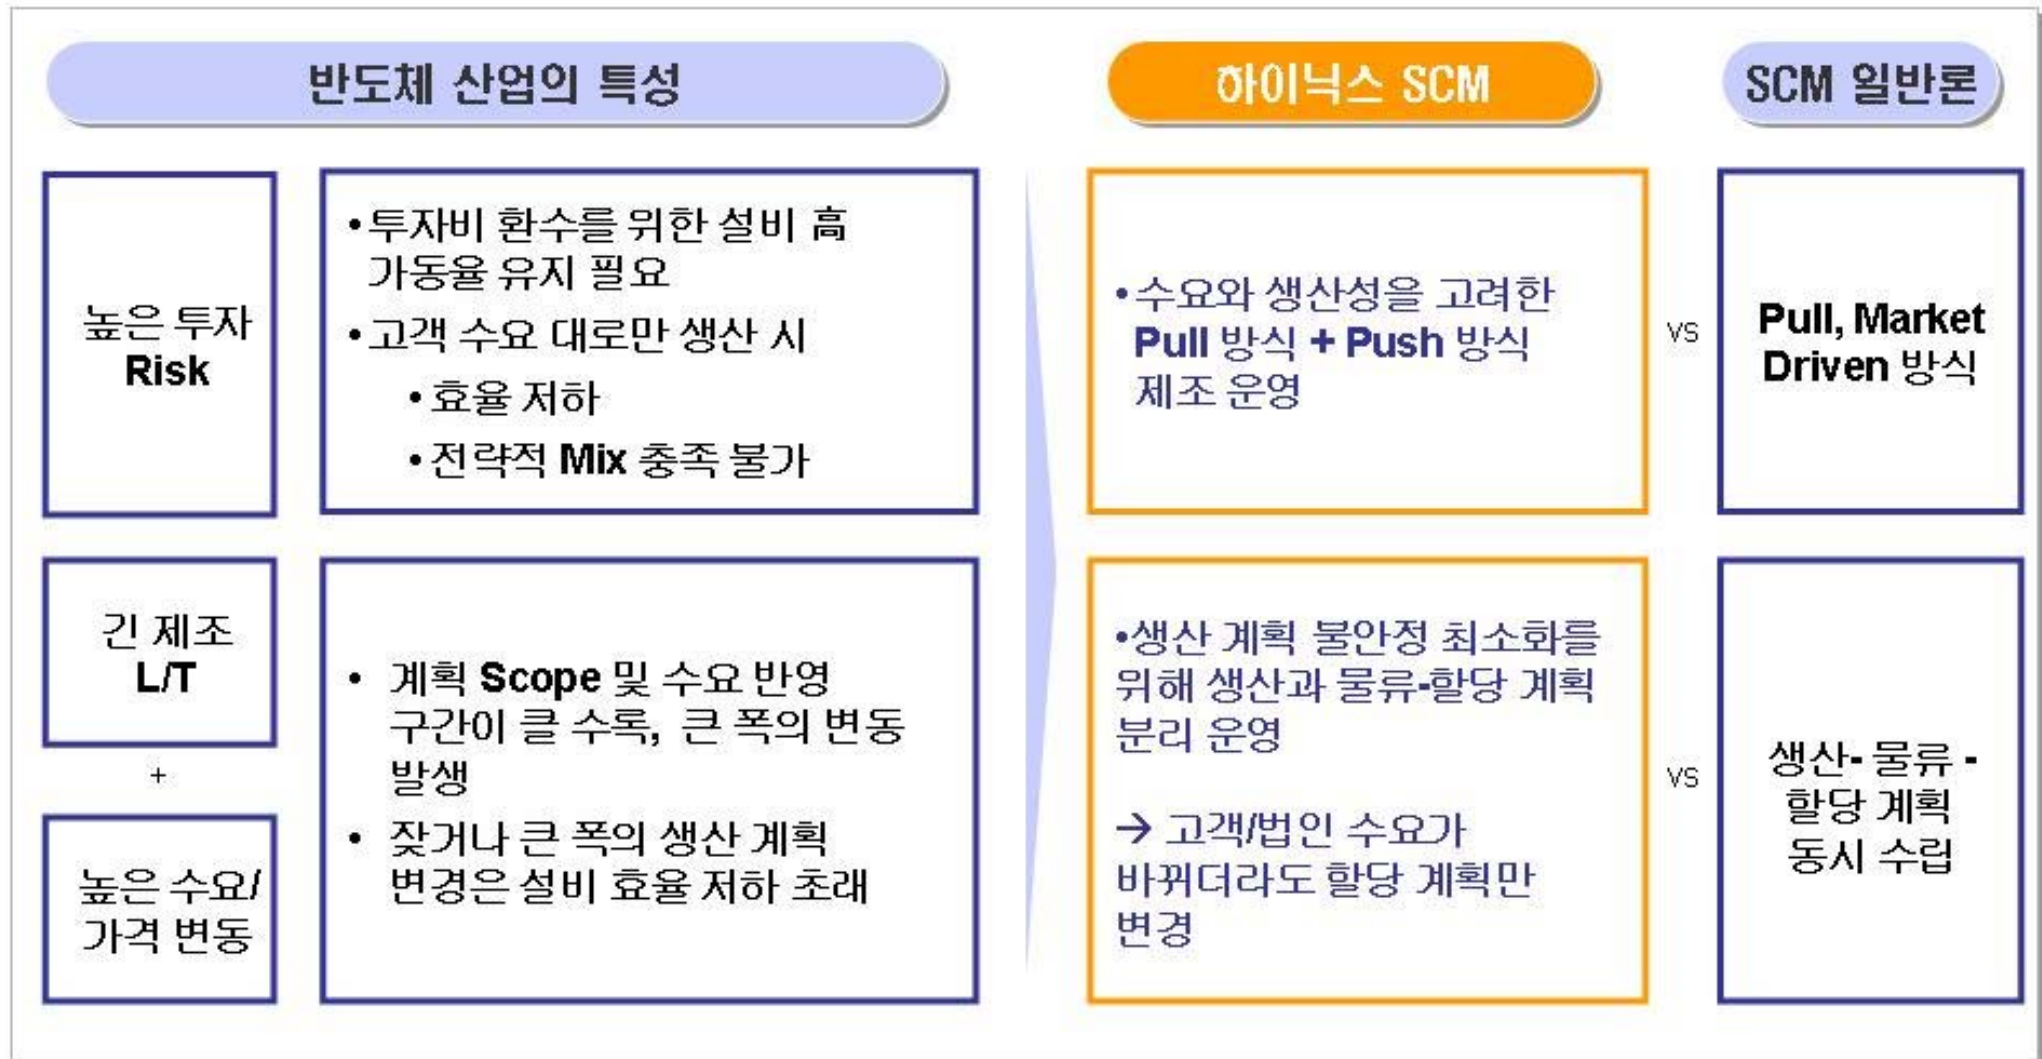 반도체 산업의 특성
하이닉스 SCM
SCM 일반론
높은 투자
Risk
•투자비 환수를 위한 설비 高
가동율 유지 필요
•고객 수요 대로만 생산 시
•효율 저하
•전략적 Mix 충족 불가
•수요와 생산성을 고려한
Pull 방식 + Push 방식
제조 운영
vs
Pull, Market
Driven 방식
긴 제조
L/T
+
높은 수요/
가격 변동
• 계획 Scope 및 수요 반영
구간이 클 수록, 큰 폭의 변동
발생
• 잦거나 큰 폭의 생산 계획
변경은 설비 효율 저하 초래
•생산 계획 불안정 최소화를
위해 생산과 물류-할당 계획
분리 운영
→ 고객/법인 수요가
바뀌더라도 할당 계획만
변경
vs
생산- 물류 -
할당 계획
동시 수립